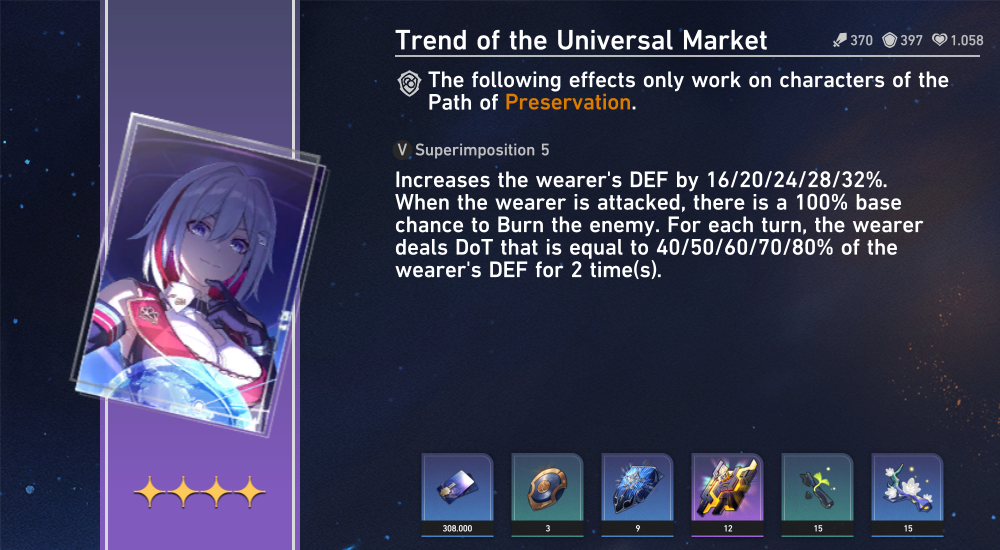 Trend of the Universal Market
370 397 1.058
The following effects only work on characters of the
Path of Preservation.
V Superimposition 5
Increases the wearer's DEF by 16/20/24/28/32%.
When the wearer is attacked, there is a 100% base
chance to Burn the enemy. For each turn, the wearer
deals DoT that is equal to 40/50/60/70/80% of the
wearer's DEF for 2 time(s).
308.000 3 9 12 15 15